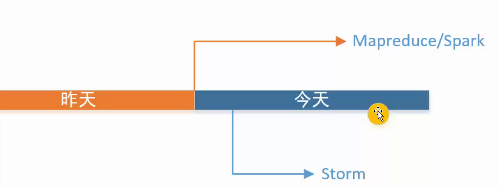 Mapreduce/Spark
昨天
今天
Storm